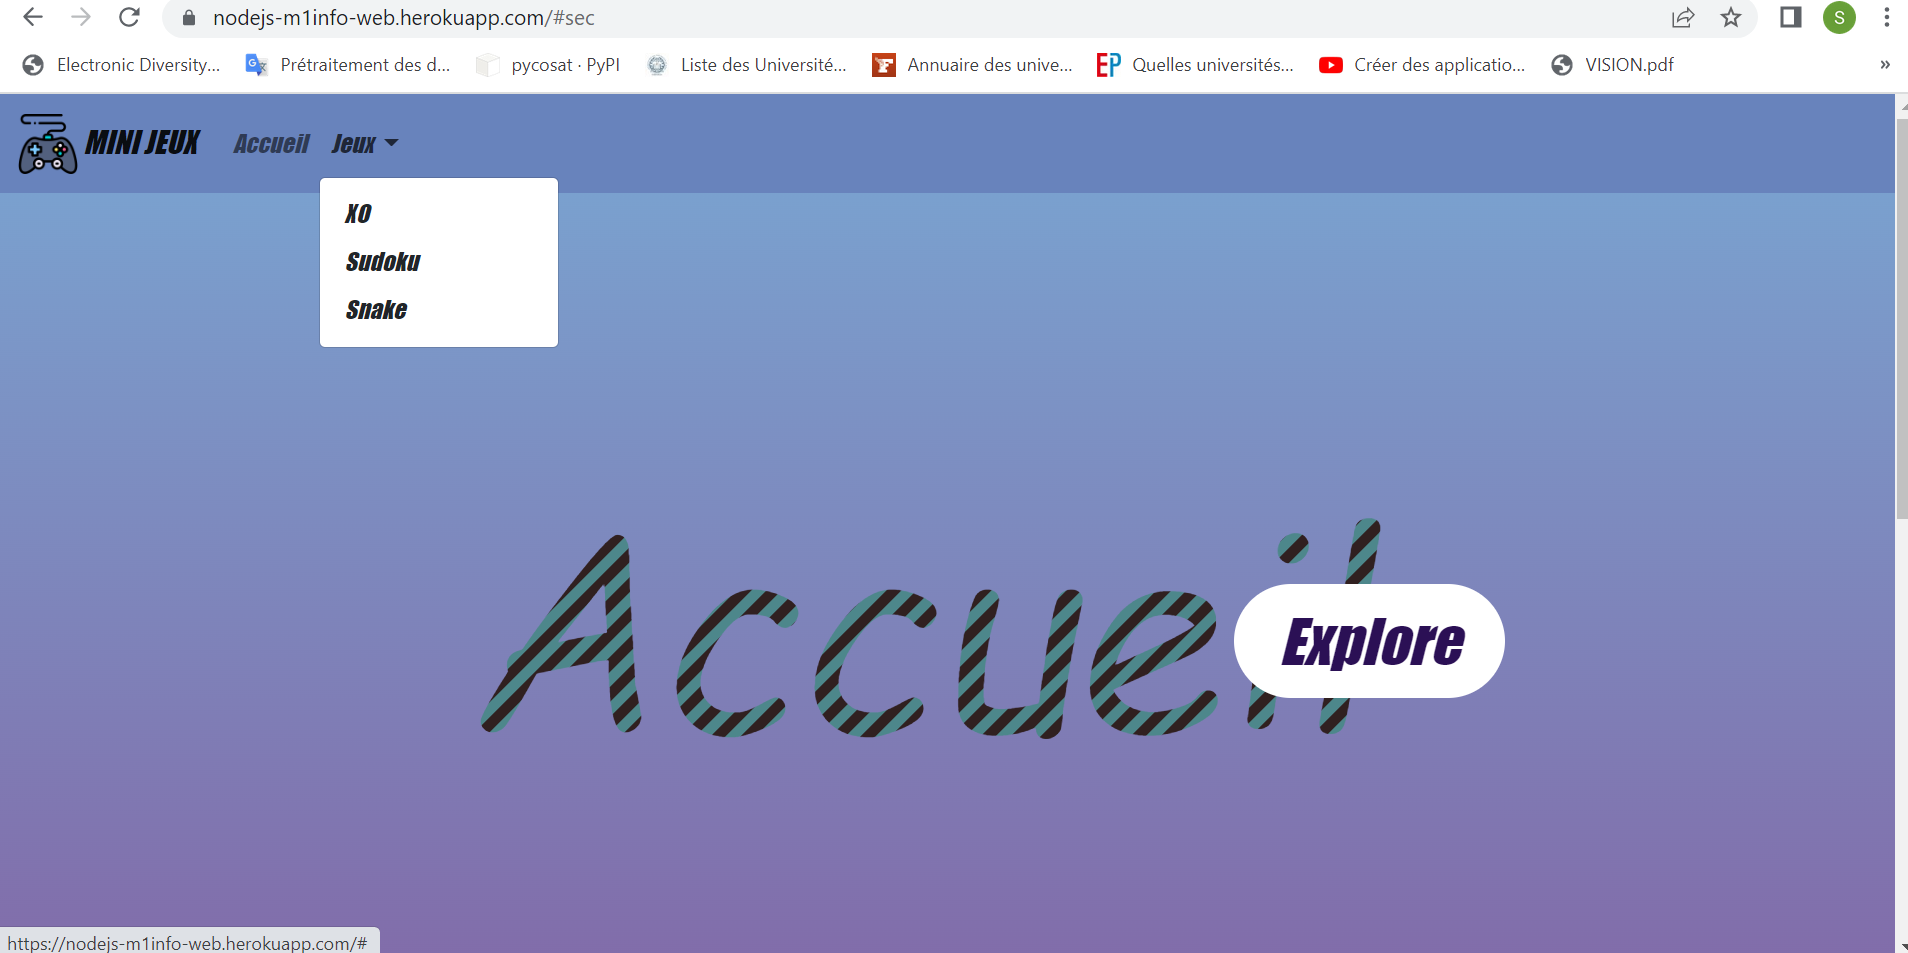 nodejs-m1info-web.herokuapp.com/#sec
S
Electronic Diversity... Prétraitement des d... pycosat · PyPI Liste des Université... Annuaire des unive... EP Quelles universités... Créer des applicatio... VISION.pdf »
MINI JEUX Accueil Jeux
XO
Sudoku
Snake
Accueil
Explore
https://nodejs-m1info-web.herokuapp.com/#